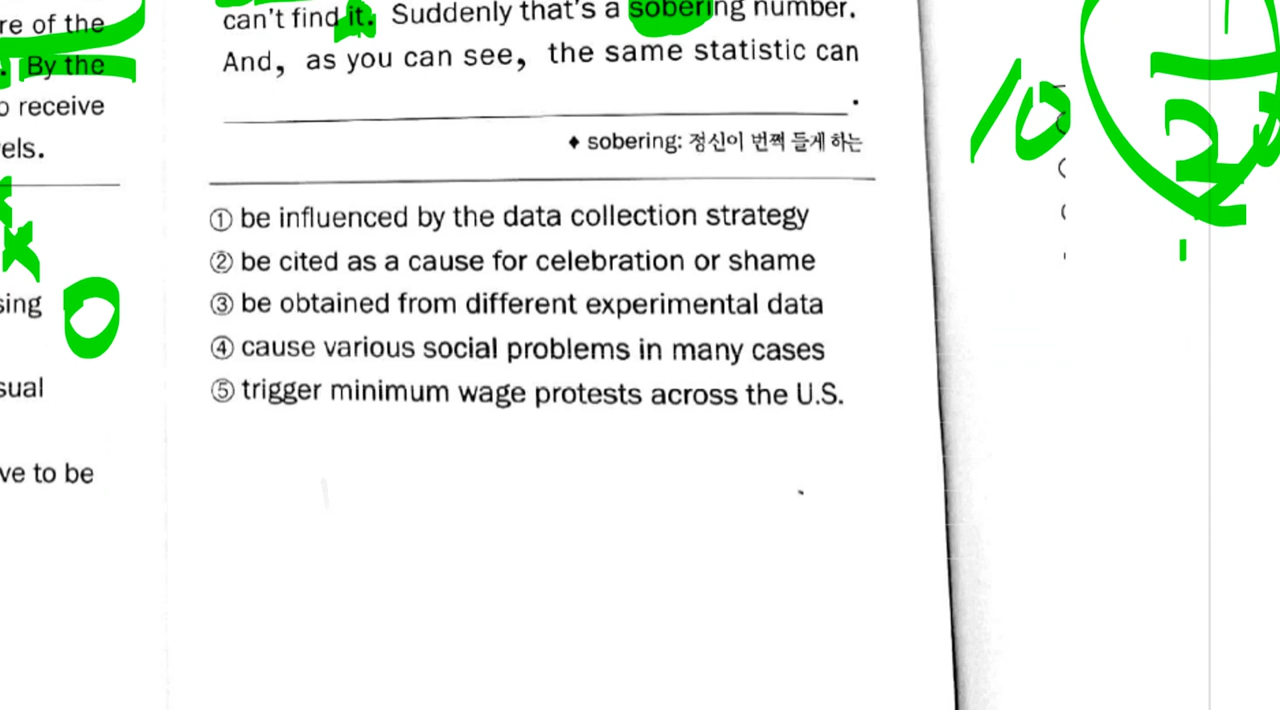 re of the
. By the
o receive
els.
sing
sual
ve to be
can't find it. Suddenly that's a sobering number.
And, as you can see, the same statistic can
.
♦ sobering: 정신이 번쩍 들게 하는
① be influenced by the data collection strategy
② be cited as a cause for celebration or shame
③ be obtained from different experimental data
④ cause various social problems in many cases
⑤ trigger minimum wage protests across the U.S.
10